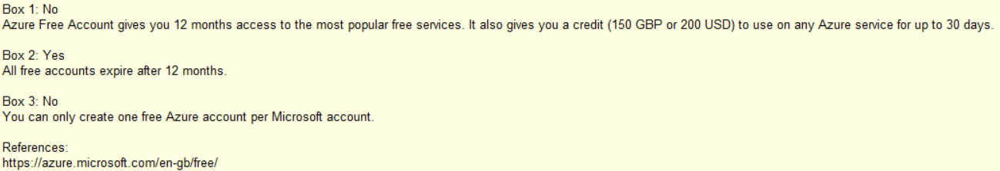 Box 1: No
Azure Free Account gives you 12 months access to the most popular free services. It also gives you a credit (150 GBP or 200 USD) to use on any Azure service for up to 30 days.
Box 2: Yes
All free accounts expire after 12 months.
Box 3: No
You can only create one free Azure account per Microsoft account.
References:
https://azure.microsoft.com/en-gb/free/